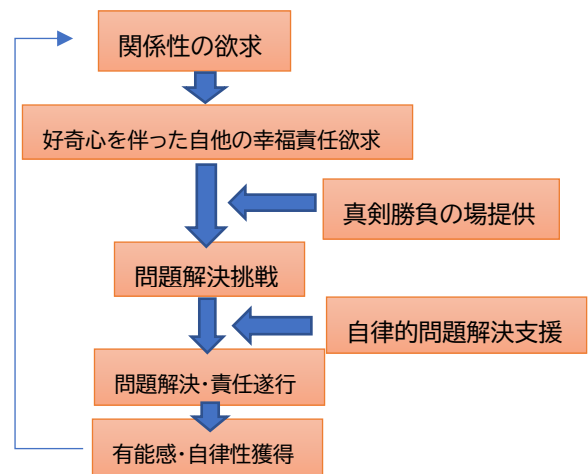 関係性の欲求
好奇心を伴った自他の幸福責任欲求
真剣勝負の場提供
問題解決挑戦
自律的問題解決支援
問題解決・責任遂行
有能感・自律性獲得